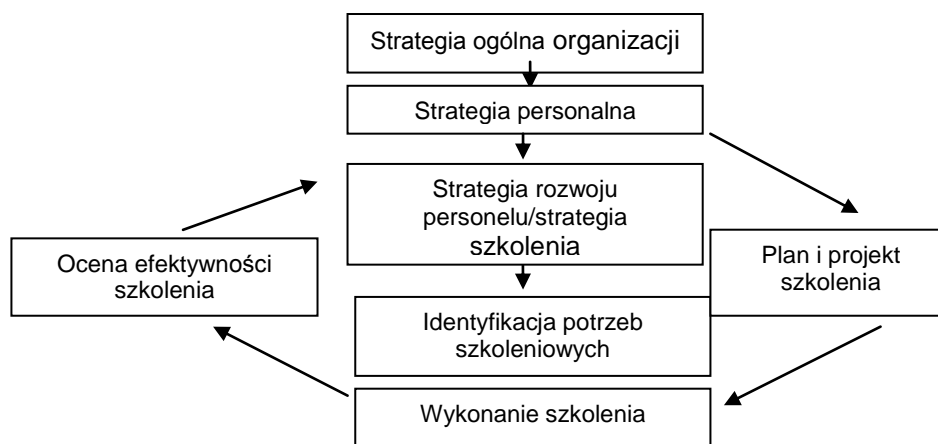 Strategia ogólna organizacji
Strategia personalna
Strategia rozwoju
personelu/strategia
szkolenia
Ocena efektywności
szkolenia
Plan i projekt
szkolenia
Identyfikacja potrzeb
szkoleniowych
Wykonanie szkolenia